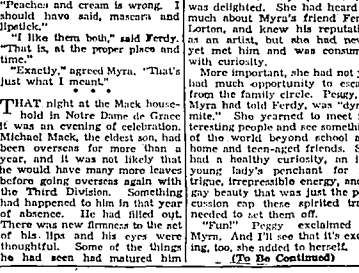 "Peaches and cream is wrong. I
should have said, mascara and
lipstick."
"I like them both," said Ferdy.
"That is, at the proper place and
time."
"Exactly," agreed Myra. "That's
just what I meant."
* * *
THAT night at the Mack house-
hold in Notre Dame de Grace
it was an evening of celebration.
Michael Mack, the eldest son, had
been overseas for more than a
year, and it was not likely that
he would have many more leaves
before going overseas again with
the Third Division. Something
had happened to him in that year
of absence. He had filled out.
There was new firmness to the set
of his lips and his eyes were
thoughtful. Some of the things
he had seen had matured him
was delighted. She had heard
much about Myra's friend Fer
Lorton, and knew his reputati
as an artist, but she had nev
yet met him and was consum
with curiosity.
More important, she had not y
had much opportunity to esca
from the family circle. Peggy,
Myra had told Ferdy, was "dyn
mite." She yearned to meet
teresting people and see somethi
of the world beyond school a
home and teen-aged friends. S
had a healthy curiosity, an i
young lady's penchant for i
trigue, irrepressible energy, and
gay beauty that was just the p
cussion cap these spirited tra
needed to set them off.
"Fun!" Peggy exclaimed
Myra. And I'll see that it's exc
ing, too, she added to herself.
(To Be Continued)